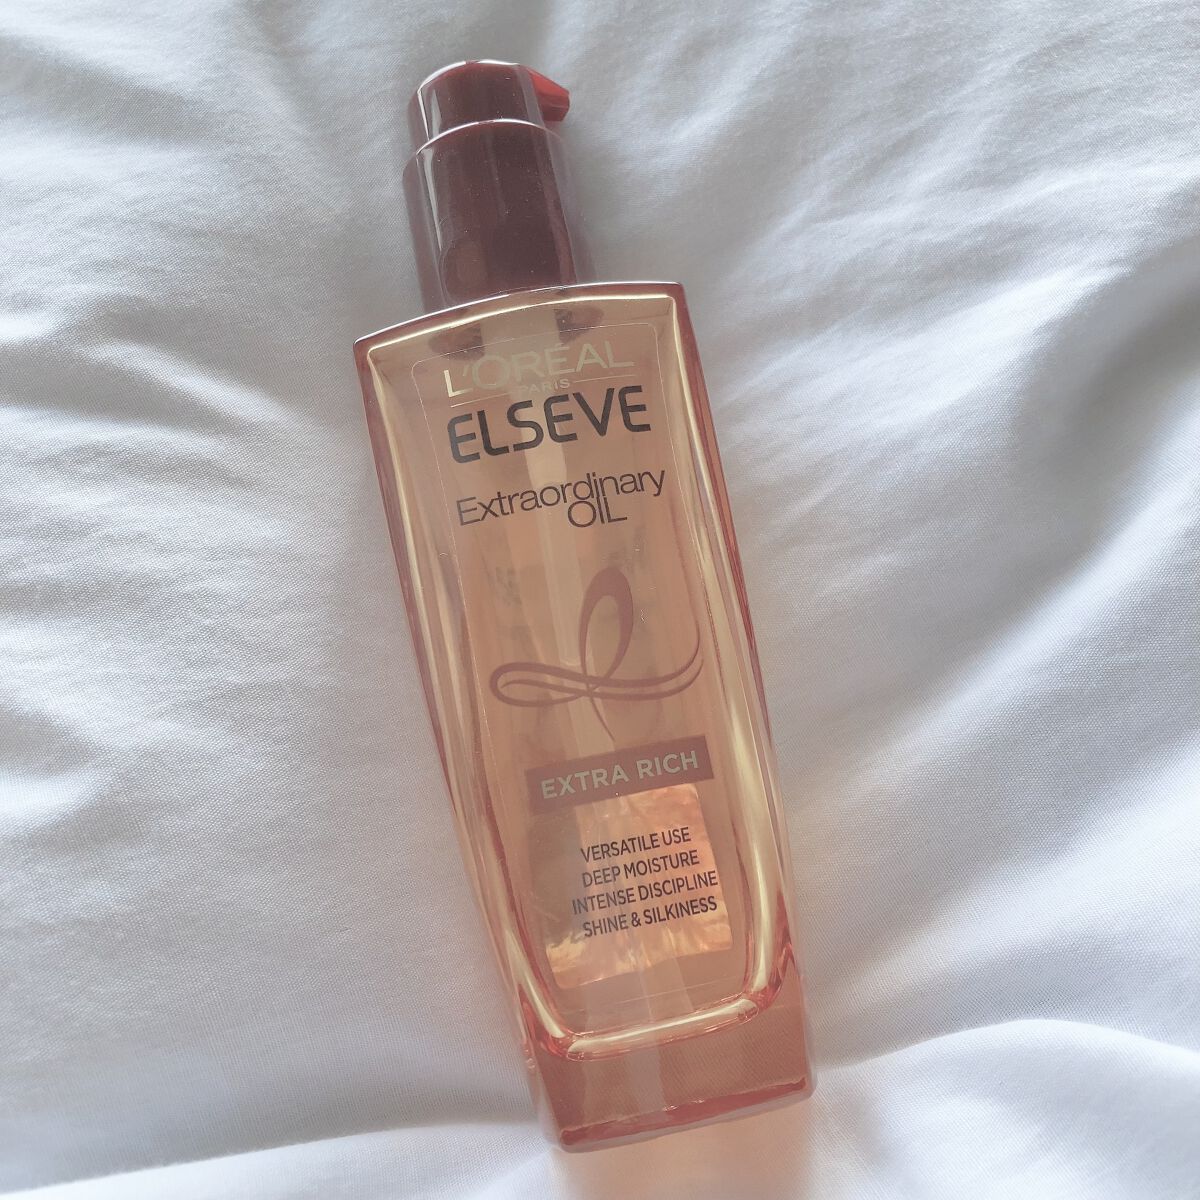 L'ORÉAL
PARIS
ELSEVE
Extraordinary
OIL
EXTRA RICH
VERSATILE USE
DEEP MOISTURE
INTENSE DISCIPLINE
SHINE & SILKINESS